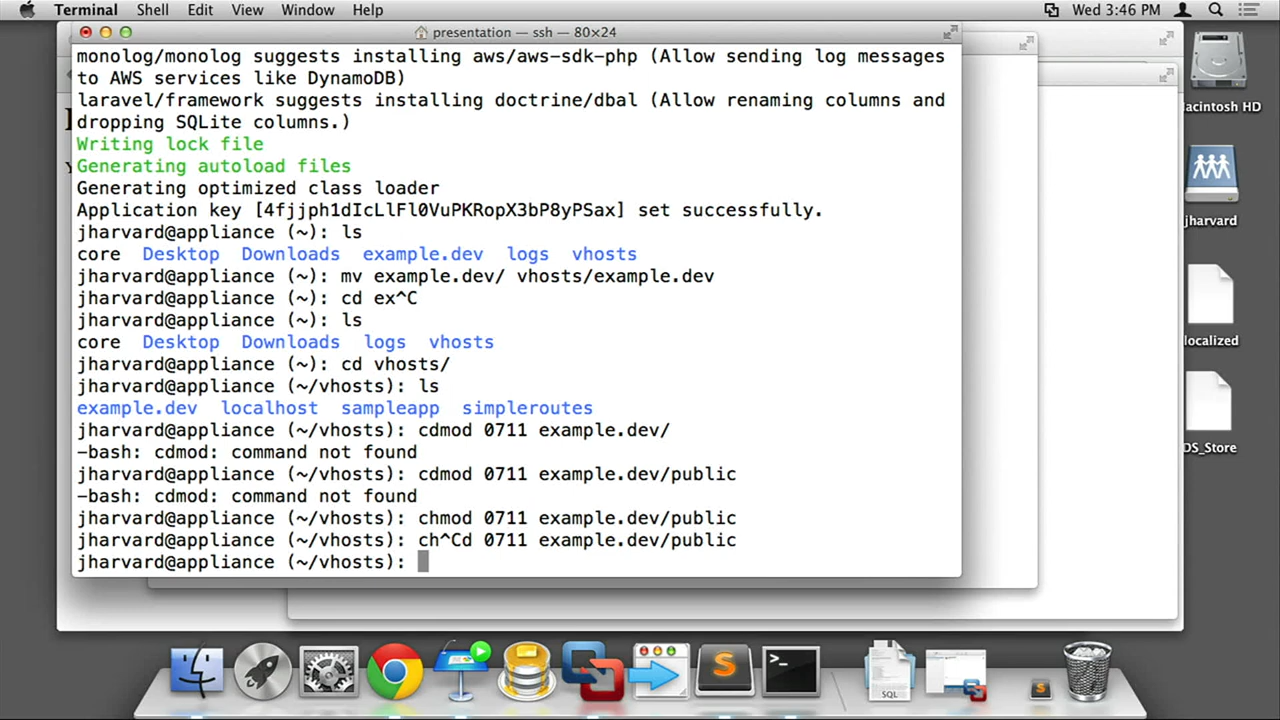 Terminal Shell Edit View Window Help Wed 3:46 PM
presentation — ssh — 80×24
monolog/monolog suggests installing aws/aws-sdk-php (Allow sending log messages
to AWS services like DynamoDB)
laravel/framework suggests installing doctrine/dbal (Allow renaming columns and
dropping SQLite columns.)
Writing lock file
Generating autoload files
Generating optimized class loader
Application key [4fjjph1dIcLlFl0VuPKRopX3bP8yPSax] set successfully.
jharvard@appliance (~): ls
core Desktop Downloads example.dev logs vhosts
jharvard@appliance (~): mv example.dev/ vhosts/example.dev
jharvard@appliance (~): cd ex^C
jharvard@appliance (~): ls
core Desktop Downloads logs vhosts
jharvard@appliance (~): cd vhosts/
jharvard@appliance (~/vhosts): ls
example.dev localhost sampleapp simpleroutes
jharvard@appliance (~/vhosts): cdmod 0711 example.dev/
-bash: cdmod: command not found
jharvard@appliance (~/vhosts): cdmod 0711 example.dev/public
-bash: cdmod: command not found
jharvard@appliance (~/vhosts): chmod 0711 example.dev/public
jharvard@appliance (~/vhosts): ch^Cd 0711 example.dev/public
jharvard@appliance (~/vhosts):
acintosh HD
jharvard
localized
DS_Store
SQL